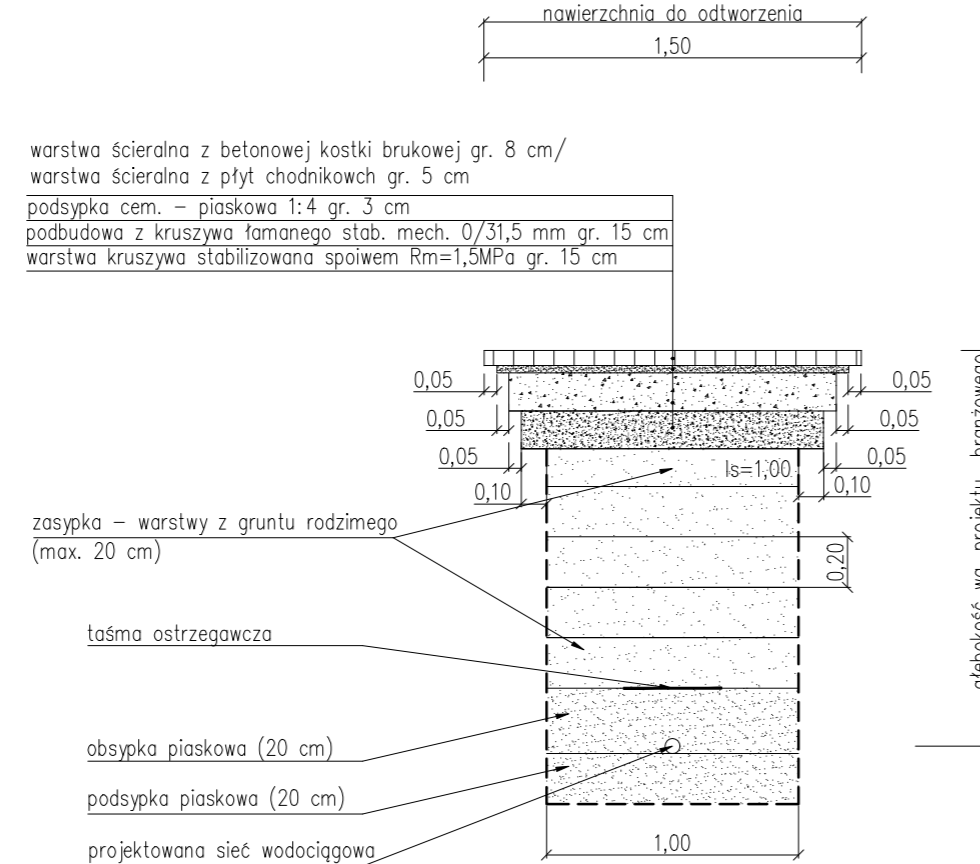 nawierzchnia do odtworzenia
1,50
warstwa ścieralna z betonowej kostki brukowej gr. 8 cm/
warstwa ścieralna z płyt chodnikowch gr. 5 cm
podsypka cem. – piaskowa 1:4 gr. 3 cm
podbudowa z kruszywa łamanego stab. mech. 0/31,5 mm gr. 15 cm
warstwa kruszywa stabilizowana spoiwem Rm=1,5MPa gr. 15 cm
0,05
0,05
0,05
0,05
0,05
0,05
Is=1,00
0,10
0,10
zasypka – warstwy z gruntu rodzimego
(max. 20 cm)
0,20
głębokość wg projektu branżowego
taśma ostrzegawcza
obsypka piaskowa (20 cm)
podsypka piaskowa (20 cm)
projektowana sieć wodociągowa
1,00